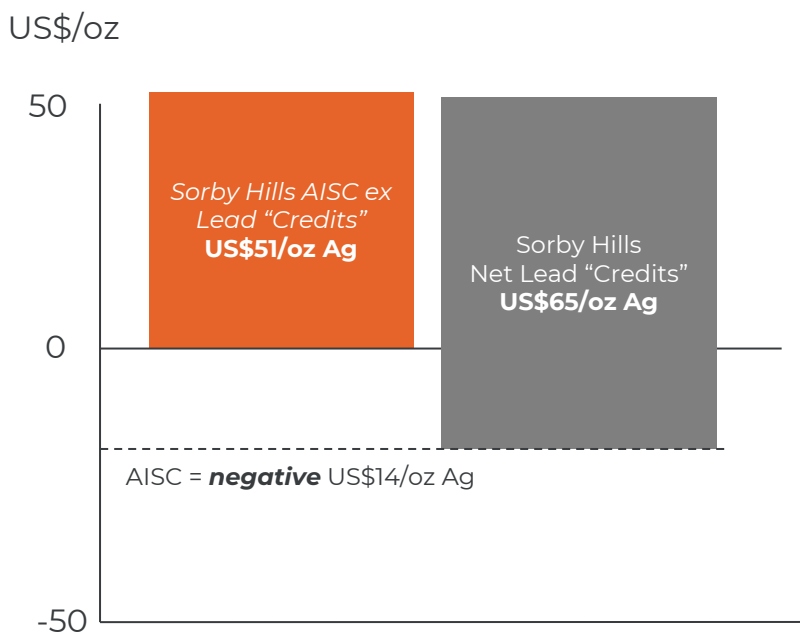 US$/oz
50
Sorby Hills AISC ex
Lead “Credits”
US$51/oz Ag
Sorby Hills
Net Lead “Credits”
US$65/oz Ag
0
AISC = negative US$14/oz Ag
-50